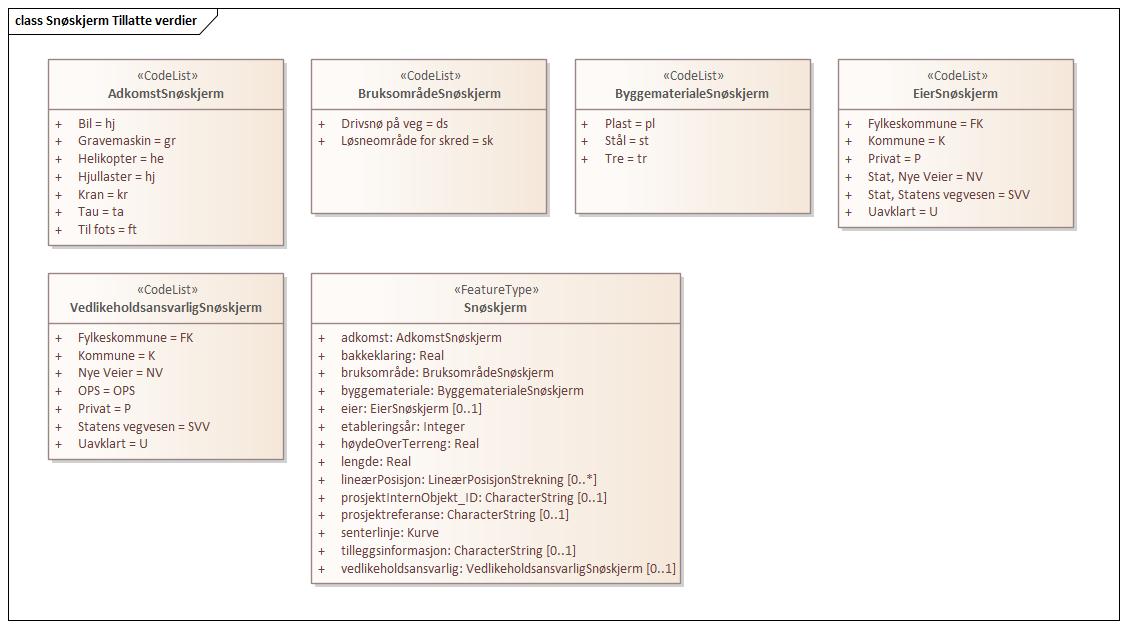 class Snøskjerm Tillatte verdier
«CodeList»
AdkomstSnøskjerm
+ Bil = hj
+ Gravemaskin = gr
+ Helikopter = he
+ Hjullaster = hj
+ Kran = kr
+ Tau = ta
+ Til fots = ft
«CodeList»
BruksområdeSnøskjerm
+ Drivsnø på veg = ds
+ Løsneområde for skred = sk
«CodeList»
ByggematerialeSnøskjerm
+ Plast = pl
+ Stål = st
+ Tre = tr
«CodeList»
EierSnøskjerm
+ Fylkeskommune = FK
+ Kommune = K
+ Privat = P
+ Stat, Nye Veier = NV
+ Stat, Statens vegvesen = SVV
+ Uavklart = U
«CodeList»
VedlikeholdsansvarligSnøskjerm
+ Fylkeskommune = FK
+ Kommune = K
+ Nye Veier = NV
+ OPS = OPS
+ Privat = P
+ Statens vegvesen = SVV
+ Uavklart = U
«FeatureType»
Snøskjerm
+ adkomst: AdkomstSnøskjerm
+ bakkeklaring: Real
+ bruksområde: BruksområdeSnøskjerm
+ byggemateriale: ByggematerialeSnøskjerm
+ eier: EierSnøskjerm [0..1]
+ etableringsår: Integer
+ høydeOverTerreng: Real
+ lengde: Real
+ lineærPosisjon: LineærPosisjonStrekning [0..*]
+ prosjektInternObjekt_ID: CharacterString [0..1]
+ prosjektreferanse: CharacterString [0..1]
+ senterlinje: Kurve
+ tilleggsinformasjon: CharacterString [0..1]
+ vedlikeholdsansvarlig: VedlikeholdsansvarligSnøskjerm [0..1]